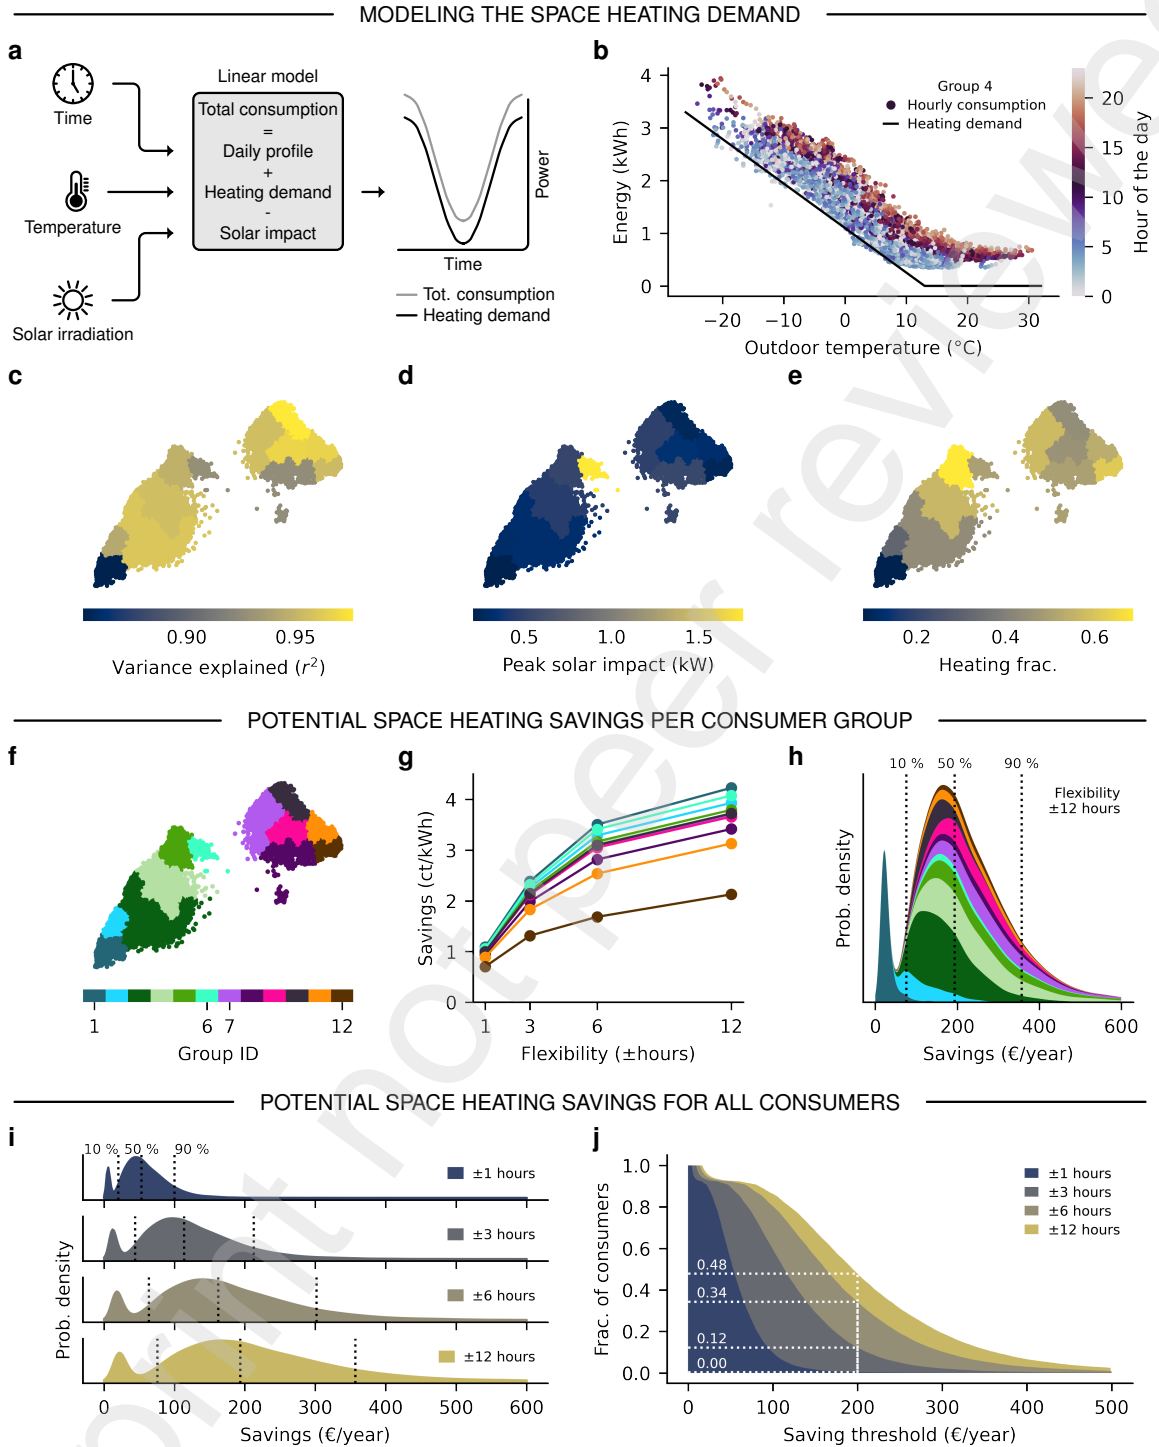 MODELING THE SPACE HEATING DEMAND
a
Time
Temperature
Solar irradiation
Linear model
Total consumption
=
Daily profile
+
Heating demand
-
Solar impact
Power
Time
Tot. consumption
Heating demand
b
Energy (kWh)
4
3
2
1
0
−20
−10
0
10
20
30
Outdoor temperature (°C)
Group 4
Hourly consumption
Heating demand
20
15
10
5
0
Hour of the day
c
0.90
0.95
Variance explained (r²)
d
0.5
1.0
1.5
Peak solar impact (kW)
e
0.2
0.4
0.6
Heating frac.
POTENTIAL SPACE HEATING SAVINGS PER CONSUMER GROUP
f
1
6
7
12
Group ID
g
Savings (ct/kWh)
4
3
2
1
0
1
3
6
12
Flexibility (±hours)
h
10 %
50 %
90 %
Flexibility
±12 hours
Prob. density
0
200
400
600
Savings (€/year)
POTENTIAL SPACE HEATING SAVINGS FOR ALL CONSUMERS
i
10 %
50 %
90 %
±1 hours
±3 hours
±6 hours
±12 hours
Prob. density
0
100
200
300
400
500
600
Savings (€/year)
j
Frac. of consumers
1.0
0.8
0.6
0.4
0.2
0.0
0.48
0.34
0.12
0.00
±1 hours
±3 hours
±6 hours
±12 hours
0
100
200
300
400
500
Saving threshold (€/year)
print not peer reviewe